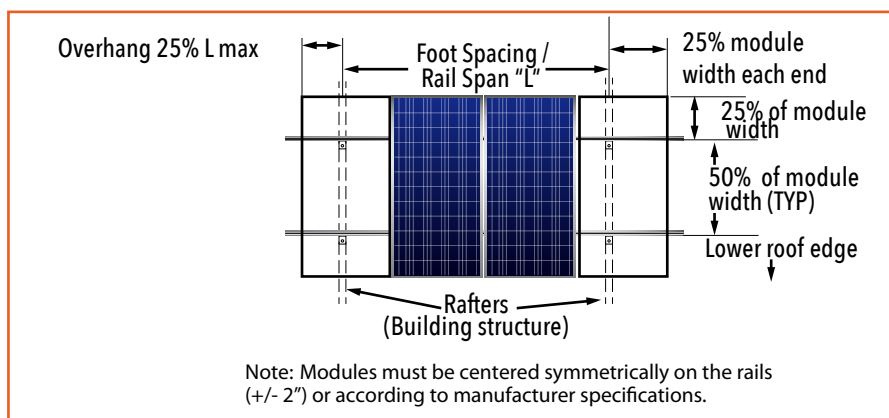 Overhang 25% L max
Foot Spacing /
Rail Span “L”
25% module
width each end
25% of module
width
50% of module
width (TYP)
Lower roof edge
Rafters
(Building structure)
Note: Modules must be centered symmetrically on the rails
(+/- 2”) or according to manufacturer specifications.